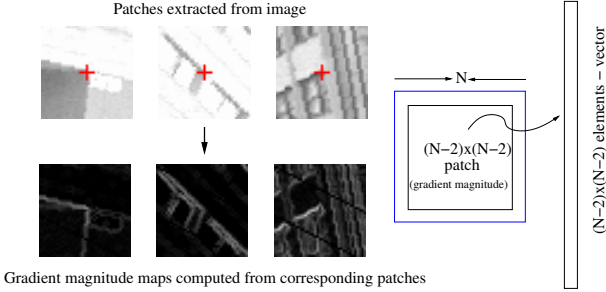 Patches extracted from image
N
(N−2)x(N−2)
patch
(gradient magnitude)
(N−2)x(N−2) elements − vector
Gradient magnitude maps computed from corresponding patches